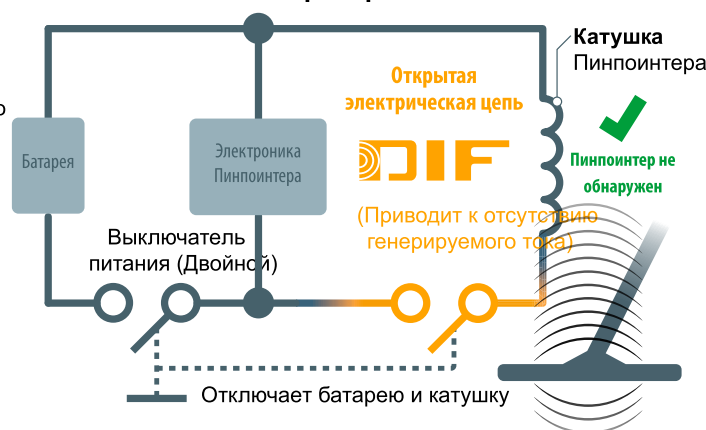 Катушка
Пинпоинтера
Открытая
электрическая цепь
DIF
Батарея
Электроника
Пинпоинтера
Пинпоинтер не
обнаружен
(Приводит к отсутствию
генерируемого тока)
Выключатель
питания (Двойной)
Отключает батарею и катушку